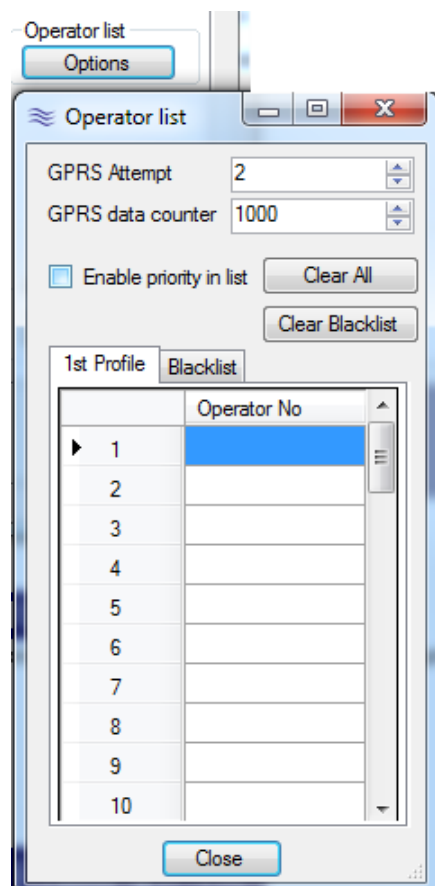 Operator list
Options
Operator list
GPRS Attempt 2
GPRS data counter 1000
Enable priority in list Clear All
Clear Blacklist
1st Profile Blacklist
Operator No
1
2
3
4
5
6
7
8
9
10
Close